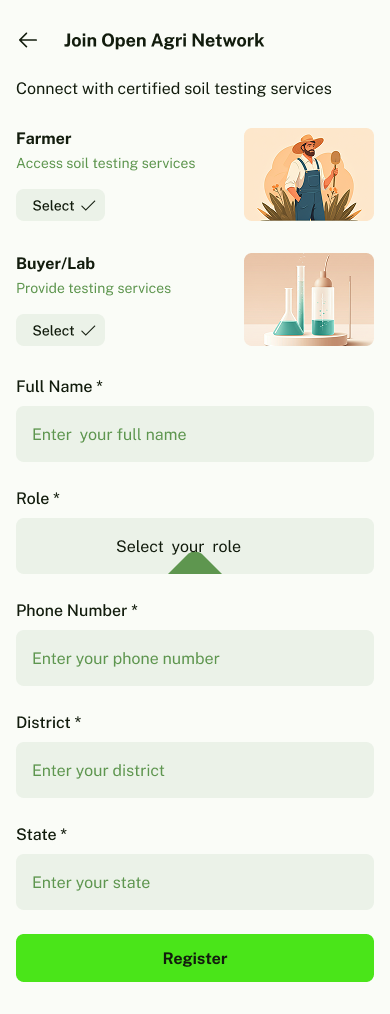 Join Open Agri Network
Connect with certified soil testing services
Farmer
Access soil testing services
Select
Buyer/Lab
Provide testing services
Select
Full Name *
Enter  your full name
Role *
Select  your  role
Phone Number *
Enter your phone number
District *
Enter your district
State *
Enter your state
Register